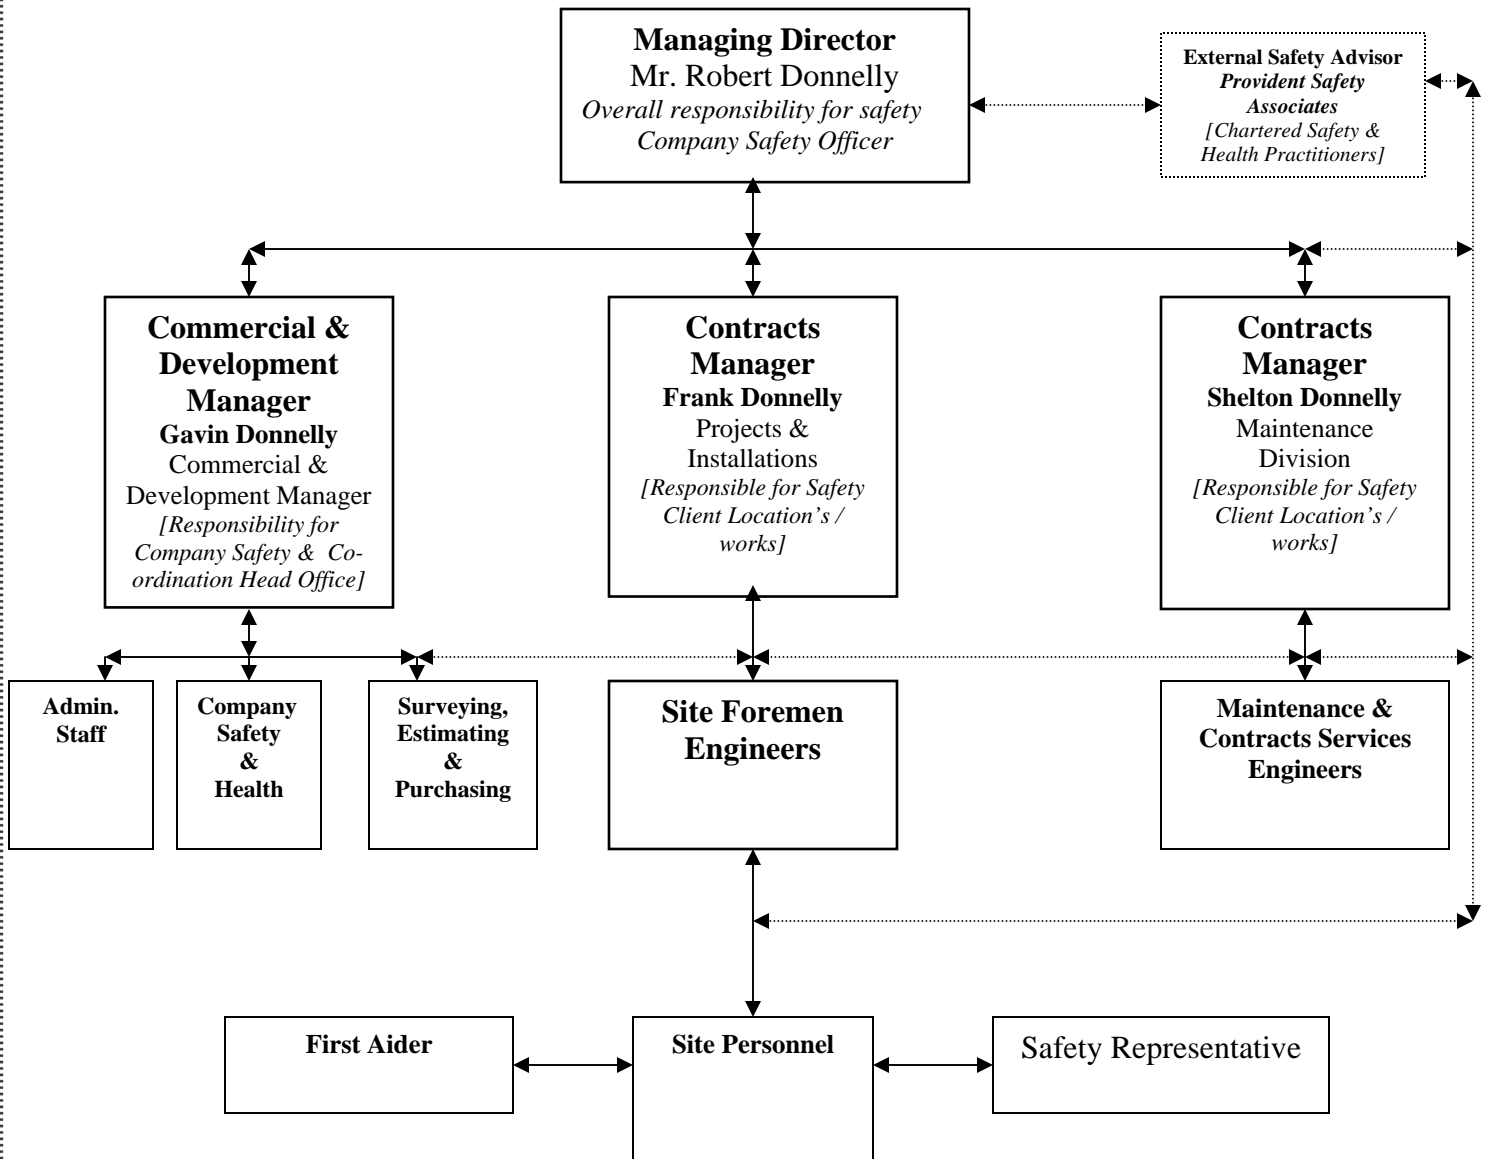 Managing Director
Mr. Robert Donnelly
Overall responsibility for safety
Company Safety Officer
External Safety Advisor
Provident Safety
Associates
[Chartered Safety &
Health Practitioners]
Commercial &
Development
Manager
Gavin Donnelly
Commercial &
Development Manager
[Responsibility for
Company Safety & Co-
ordination Head Office]
Contracts
Manager
Frank Donnelly
Projects &
Installations
[Responsible for Safety
Client Location's /
works]
Contracts
Manager
Shelton Donnelly
Maintenance
Division
[Responsible for Safety
Client Location's /
works]
Admin.
Staff
Company
Safety
&
Health
Surveying,
Estimating
&
Purchasing
Site Foremen
Engineers
Maintenance &
Contracts Services
Engineers
First Aider
Site Personnel
Safety Representative